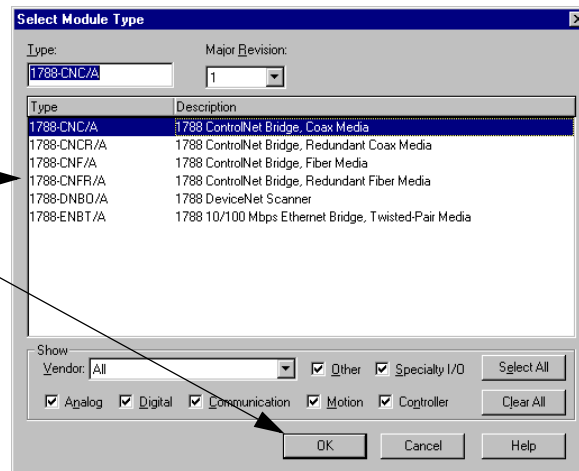 Select Module Type
Type: Major Revision:
1788-CNC/A 1
Type Description
1788-CNC/A 1788 ControlNet Bridge, Coax Media
1788-CNCR/A 1788 ControlNet Bridge, Redundant Coax Media
1788-CNF/A 1788 ControlNet Bridge, Fiber Media
1788-CNFR/A 1788 ControlNet Bridge, Redundant Fiber Media
1788-DNBO/A 1788 DeviceNet Scanner
1788-ENBT/A 1788 10/100 Mbps Ethernet Bridge, Twisted-Pair Media
Show
Vendor: All Other Specialty I/O Select All
Analog Digital Communication Motion Controller Clear All
OK Cancel Help